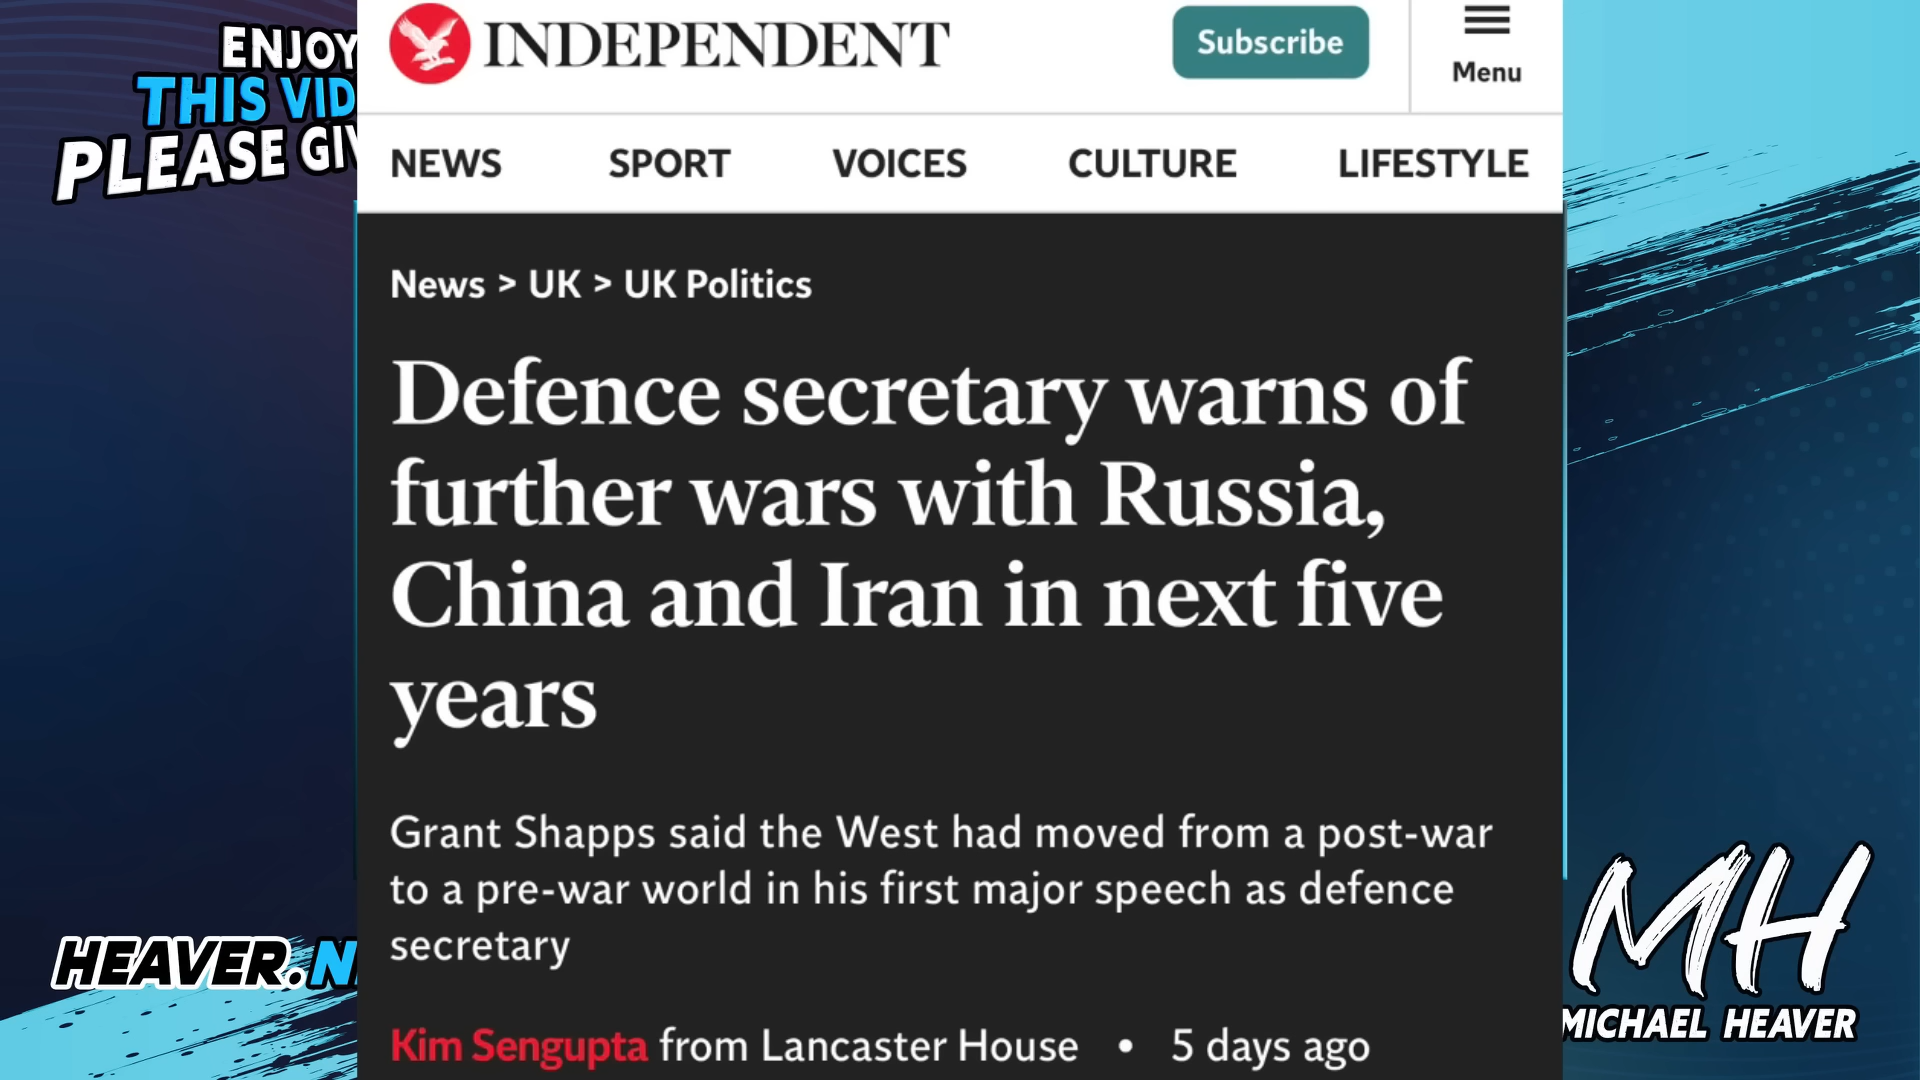 ENJOY
THIS VID
PLEASE GIV
INDEPENDENT
Subscribe
Menu
NEWS SPORT VOICES CULTURE LIFESTYLE
News > UK > UK Politics
Defence secretary warns of
further wars with Russia,
China and Iran in next five
years
Grant Shapps said the West had moved from a post-war
to a pre-war world in his first major speech as defence
secretary
Kim Sengupta from Lancaster House • 5 days ago
HEAVER.N
MH
MICHAEL HEAVER